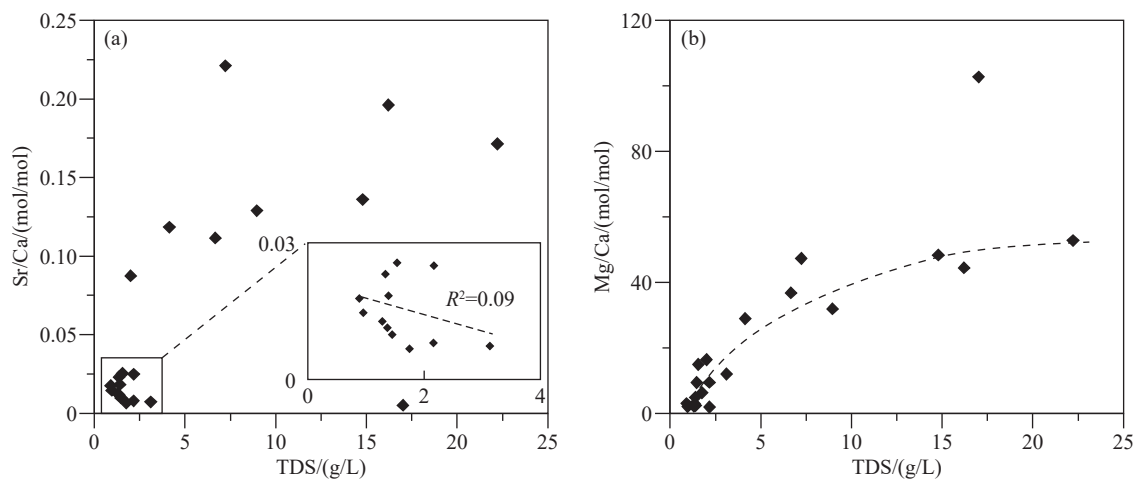 (a)
0.25
0.20
0.15
0.10
0.05
0
Sr/Ca/(mol/mol)
0.03
0
R²=0.09
0 2 4
0 5 10 15 20 25
TDS/(g/L)
(b)
120
80
40
0
Mg/Ca/(mol/mol)
0 5 10 15 20 25
TDS/(g/L)